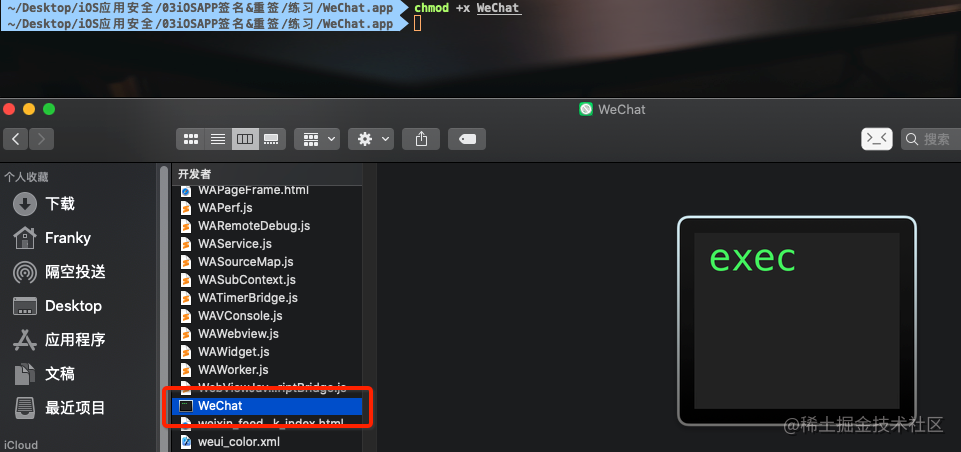 ~/Desktop/iOS应用安全/03iOSAPP签名&重签/练习/WeChat.app chmod +x WeChat
~/Desktop/iOS应用安全/03iOSAPP签名&重签/练习/WeChat.app
WeChat
搜索
个人收藏
下载
Franky
隔空投送
Desktop
应用程序
文稿
最近项目
iCloud
开发者
WAPageFrame.html
WAPerf.js
WARemoteDebug.js
WAService.js
WASourceMap.js
WASubContext.js
WATimerBridge.js
WAVConsole.js
WAWebview.js
WAWidget.js
WAWorker.js
WebViewJav...riptBridge.js
WeChat
weixin_feed...k_index.html
weui_color.xml
exec
@稀土掘金技术社区